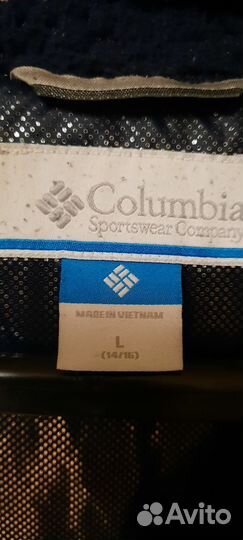 Columbia
Sportswear Company
MADE IN VIETNAM
L
(14/16)
Avito